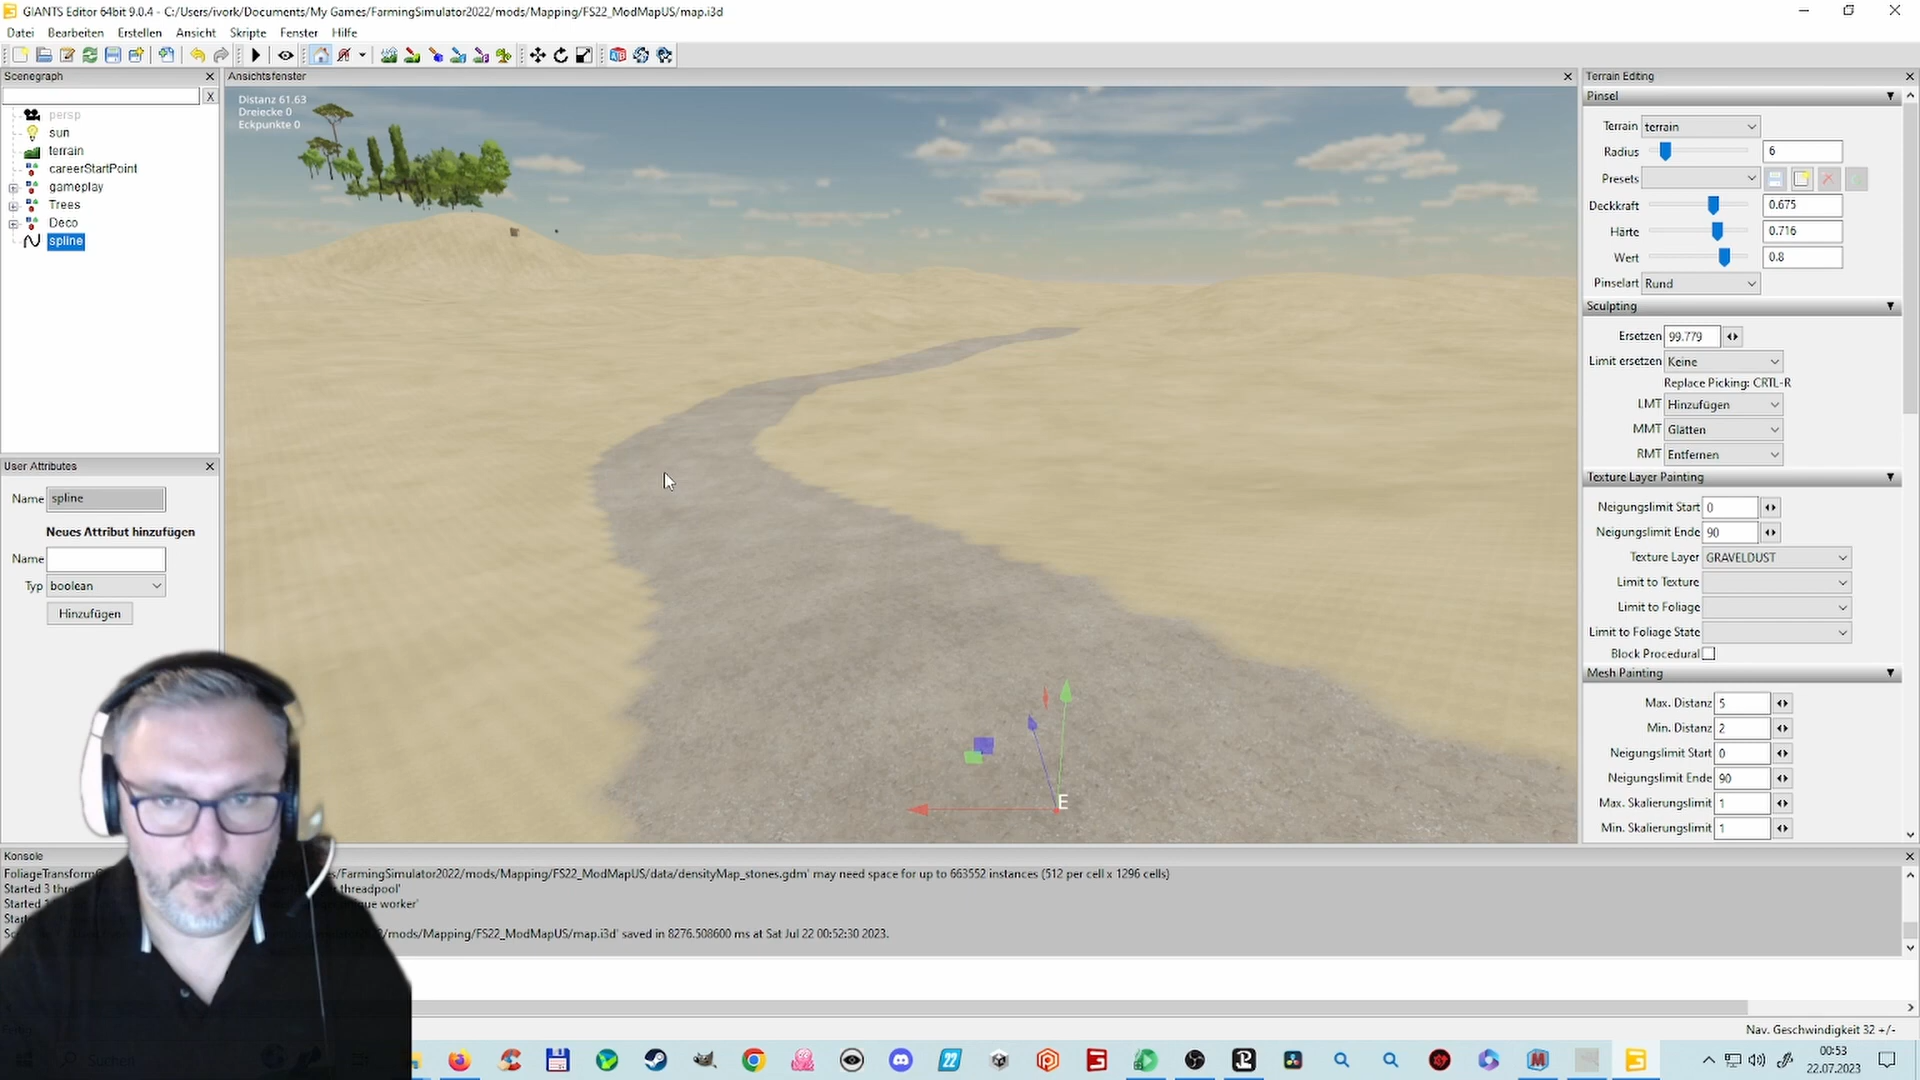 GIANTS Editor 64bit 9.0.4 - C:/Users/ivork/Documents/My Games/FarmingSimulator2022/mods/Mapping/FS22_ModMapUS/map.i3d
Datei Bearbeiten Erstellen Ansicht Skripte Fenster Hilfe
Scenegraph
X
persp
sun
terrain
careerStartPoint
gameplay
Trees
Deco
spline
User Attributes
Name spline
Neues Attribut hinzufügen
Name
Typ boolean
Hinzufügen
Ansichtsfenster
Distanz 61.63
Dreiecke 0
Eckpunkte 0
E
Terrain Editing
Pinsel
Terrain terrain
Radius 6
Presets
Deckkraft 0.675
Härte 0.716
Wert 0.8
Pinselart Rund
Sculpting
Ersetzen 99.779
Limit ersetzen Keine
Replace Picking: CRTL-R
LMT Hinzufügen
MMT Glätten
RMT Entfernen
Texture Layer Painting
Neigungslimit Start 0
Neigungslimit Ende 90
Texture Layer GRAVELDUST
Limit to Texture
Limit to Foliage
Limit to Foliage State
Block Procedural
Mesh Painting
Max. Distanz 5
Min. Distanz 2
Neigungslimit Start 0
Neigungslimit Ende 90
Max. Skalierungslimit 1
Min. Skalierungslimit 1
Konsole
/FarmingSimulator2022/mods/Mapping/FS22_ModMapUS/data/densityMap_stones.gdm' may need space for up to 663552 instances (512 per cell x 1296 cells)
Started 3 threadpool'
worker'
/mods/Mapping/FS22_ModMapUS/map.i3d' saved in 8276.508600 ms at Sat Jul 22 00:52:30 2023.
Nav. Geschwindigkeit 32 +/-
Suchen
22
00:53
22.07.2023